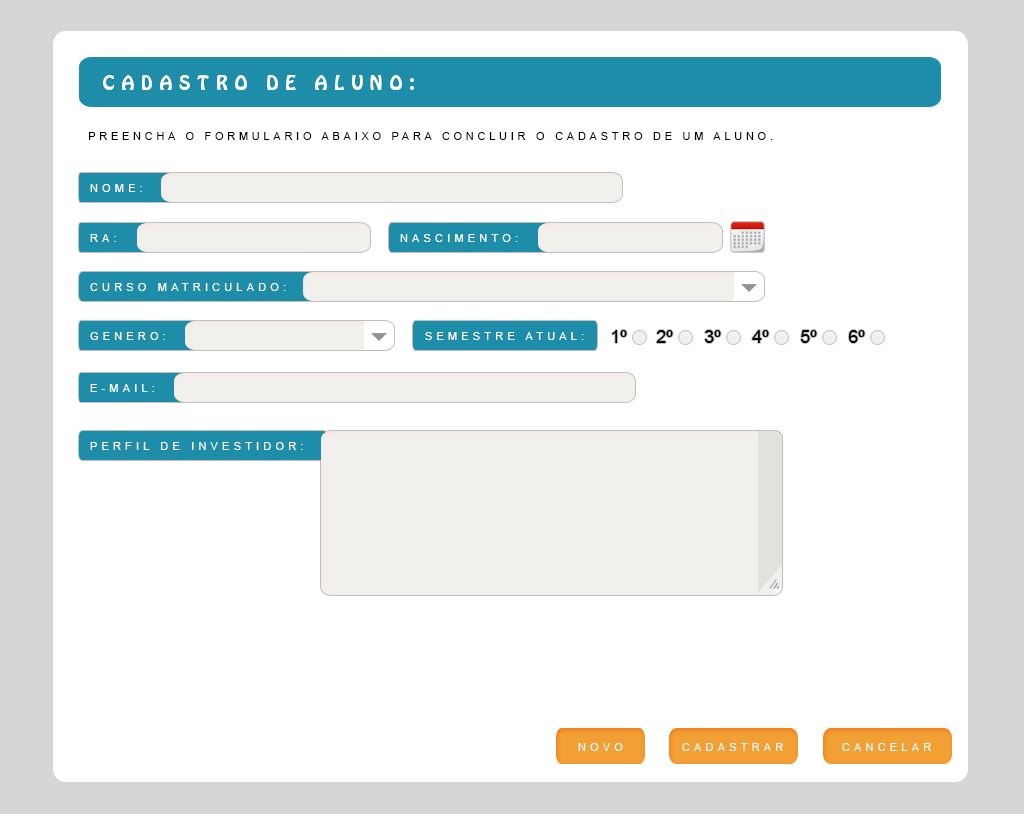 CADASTRO DE ALUNO:
PREENCHA O FORMULARIO ABAIXO PARA CONCLUIR O CADASTRO DE UM ALUNO.
NOME:
RA: NASCIMENTO:
CURSO MATRICULADO:
GENERO: SEMESTRE ATUAL: 1º 2º 3º 4º 5º 6º
E-MAIL:
PERFIL DE INVESTIDOR:
NOVO CADASTRAR CANCELAR